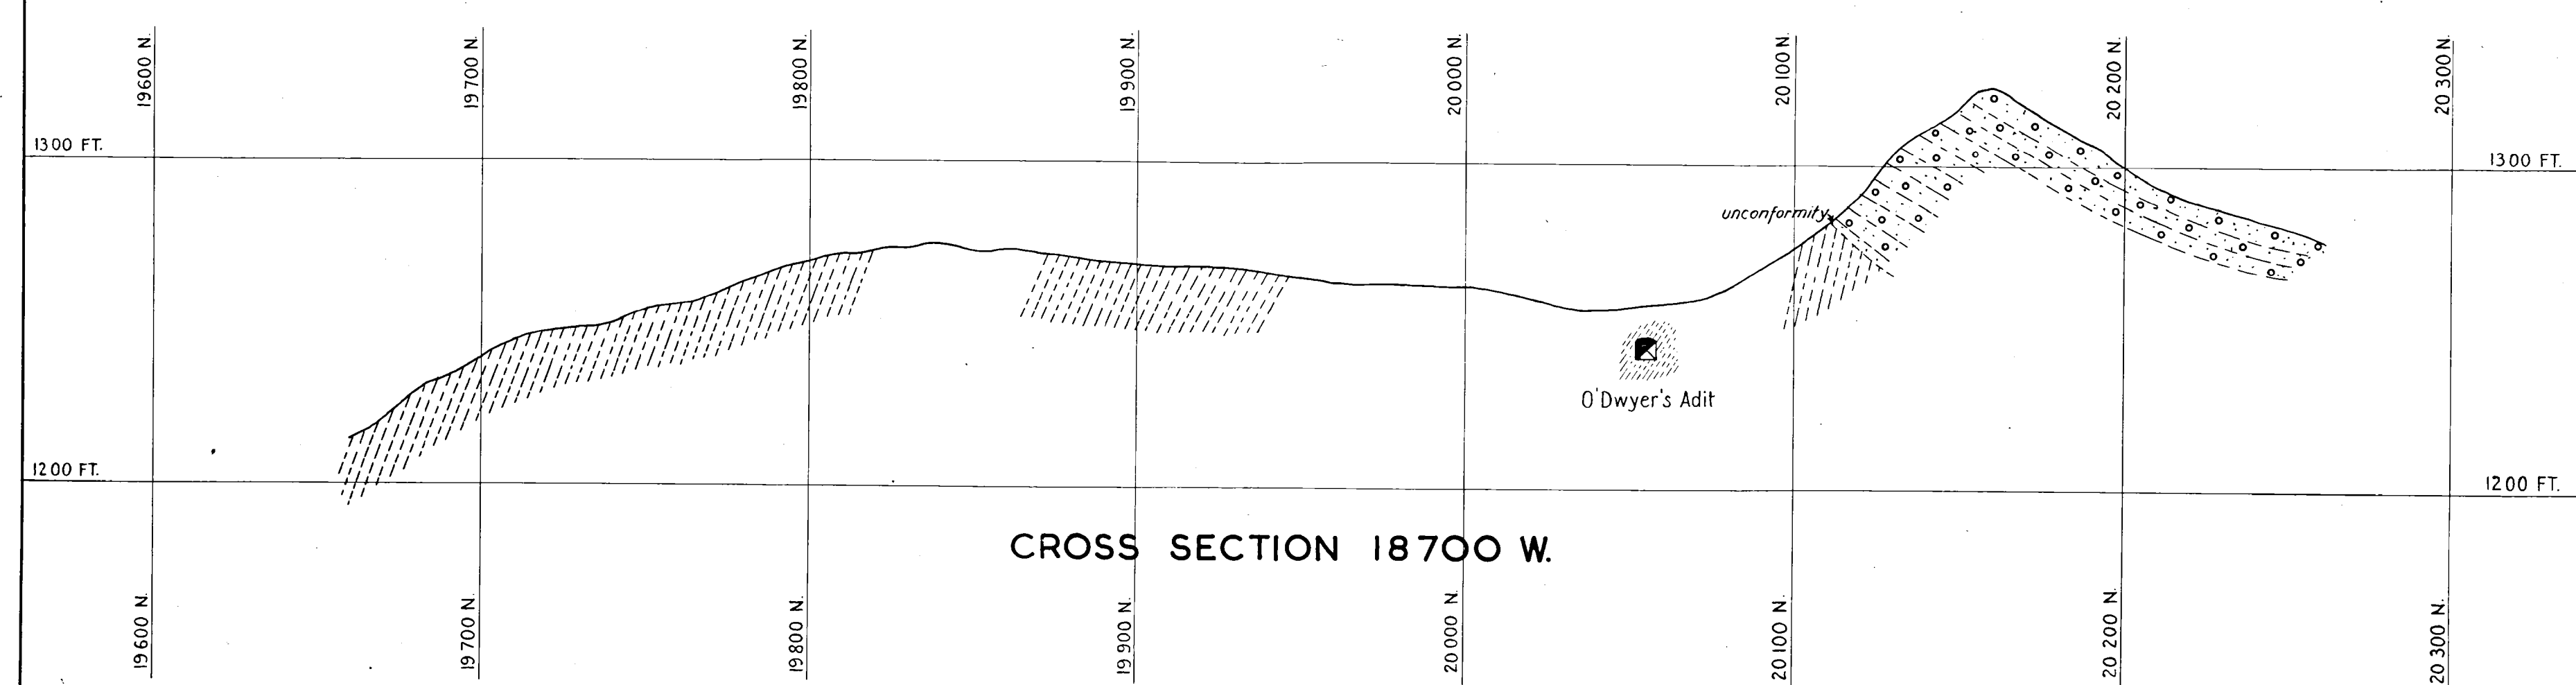 19600 N.
19700 N.
19800 N.
19900 N.
20000 N.
20100 N.
20200 N.
20300 N.
1300 FT.
1300 FT.
unconformity
O'Dwyer's Adit
1200 FT.
1200 FT.
CROSS SECTION 18700 W.
19600 N.
19700 N.
19800 N.
19900 N.
20000 N.
20100 N.
20200 N.
20300 N.